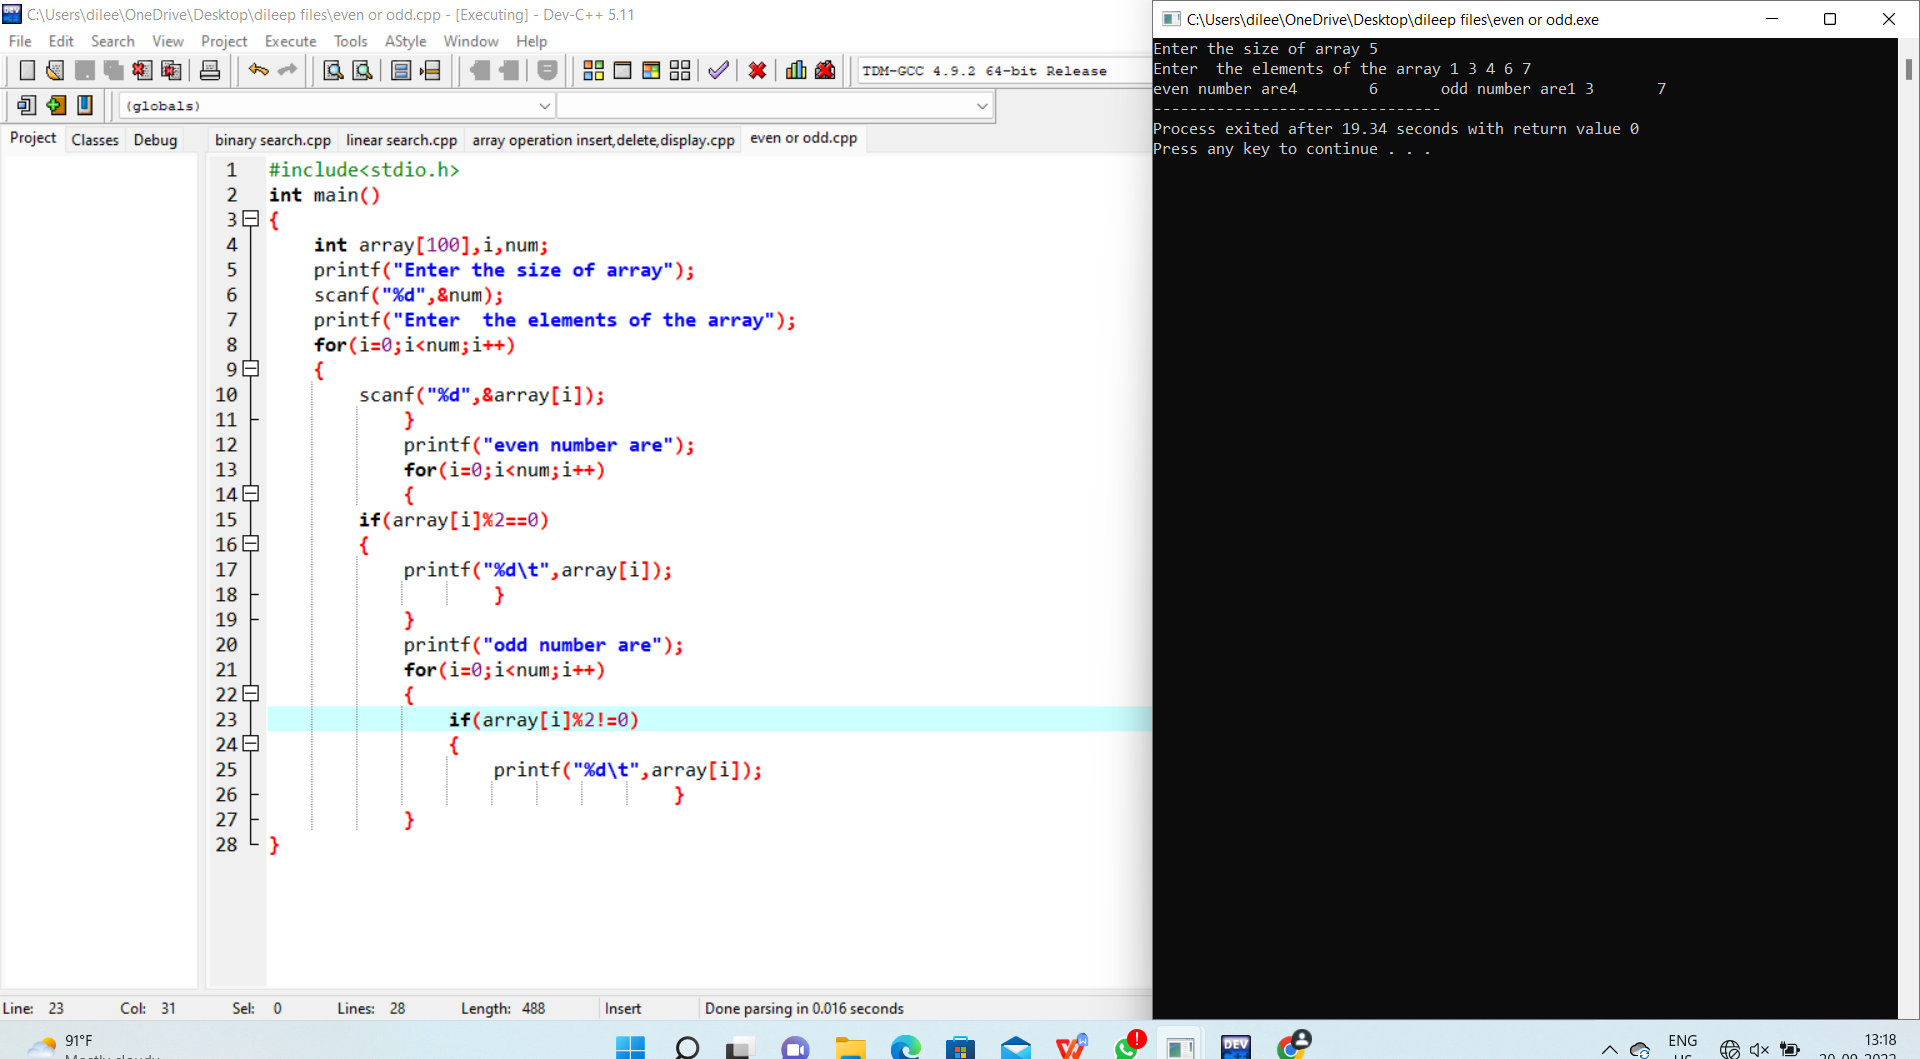 C:\Users\dilee\OneDrive\Desktop\dileep files\even or odd.cpp - [Executing] - Dev-C++ 5.11
File Edit Search View Project Execute Tools AStyle Window Help
TDM-GCC 4.9.2 64-bit Release
(globals)
Project Classes Debug
binary search.cpp linear search.cpp array operation insert,delete,display.cpp even or odd.cpp
1 #include<stdio.h>
2 int main()
3 {
4 int array[100],i,num;
5 printf("Enter the size of array");
6 scanf("%d",&num);
7 printf("Enter  the elements of the array");
8 for(i=0;i<num;i++)
9 {
10 scanf("%d",&array[i]);
11 }
12 printf("even number are");
13 for(i=0;i<num;i++)
14 {
15 if(array[i]%2==0)
16 {
17 printf("%d\t",array[i]);
18 }
19 }
20 printf("odd number are");
21 for(i=0;i<num;i++)
22 {
23 if(array[i]%2!=0)
24 {
25 printf("%d\t",array[i]);
26 }
27 }
28 }
Line: 23 Col: 31 Sel: 0 Lines: 28 Length: 488 Insert Done parsing in 0.016 seconds
C:\Users\dilee\OneDrive\Desktop\dileep files\even or odd.exe
Enter the size of array 5
Enter  the elements of the array 1 3 4 6 7
even number are4        6       odd number are1 3       7
--------------------------------
Process exited after 19.34 seconds with return value 0
Press any key to continue . . .
91°F
Mostly cloudy
DEV
ENG
13:18